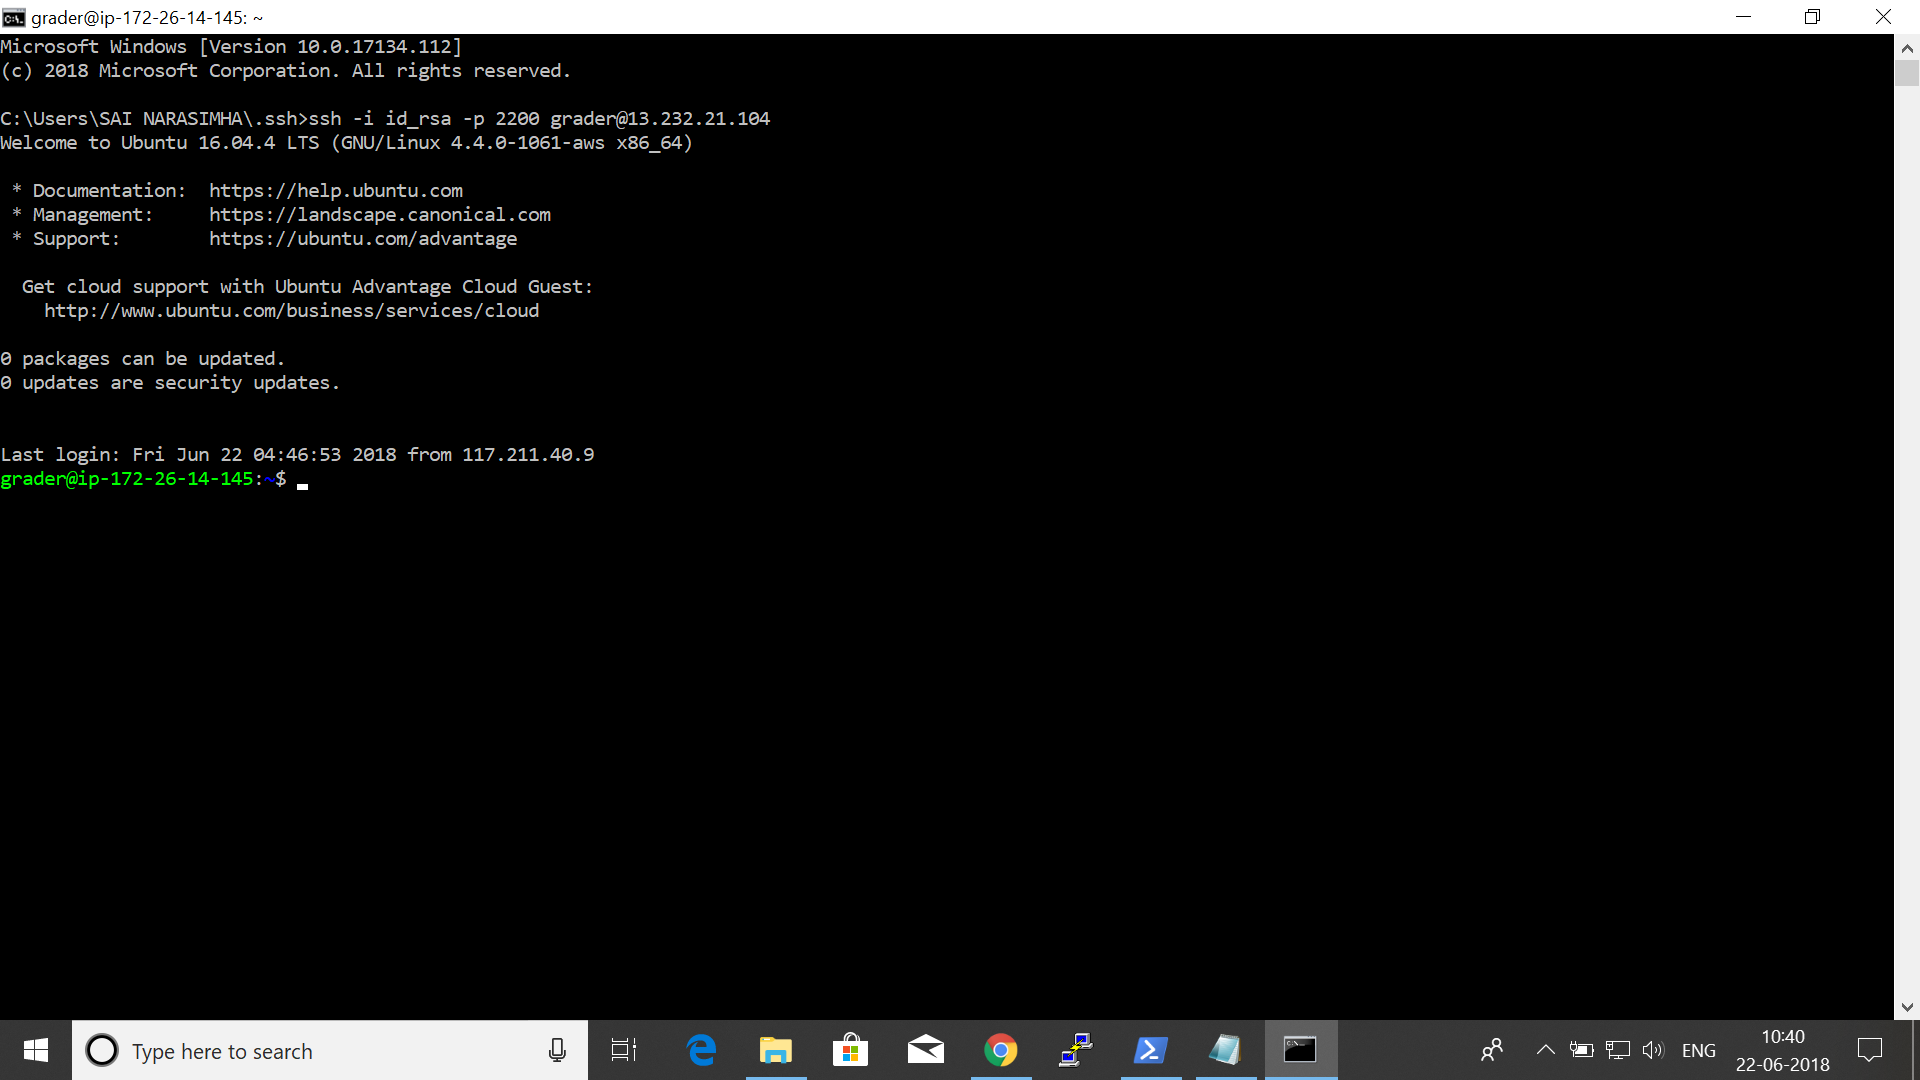 grader@ip-172-26-14-145: ~
Microsoft Windows [Version 10.0.17134.112]
(c) 2018 Microsoft Corporation. All rights reserved.
C:\Users\SAI NARASIMHA\.ssh>ssh -i id_rsa -p 2200 grader@13.232.21.104
Welcome to Ubuntu 16.04.4 LTS (GNU/Linux 4.4.0-1061-aws x86_64)
* Documentation:  https://help.ubuntu.com
* Management:     https://landscape.canonical.com
* Support:        https://ubuntu.com/advantage
Get cloud support with Ubuntu Advantage Cloud Guest:
http://www.ubuntu.com/business/services/cloud
0 packages can be updated.
0 updates are security updates.
Last login: Fri Jun 22 04:46:53 2018 from 117.211.40.9
grader@ip-172-26-14-145:~$
Type here to search
ENG
10:40
22-06-2018